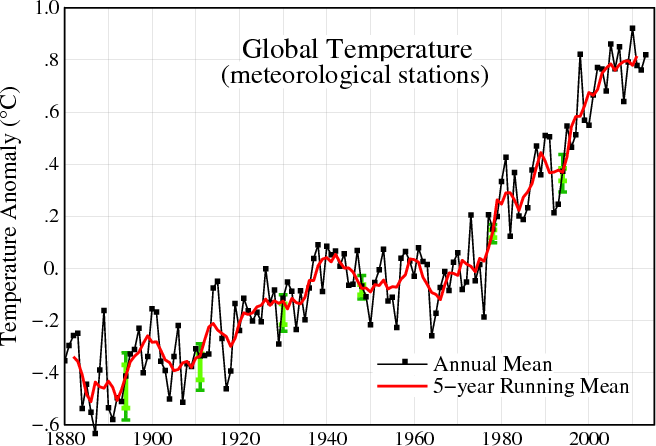 Global Temperature
(meteorological stations)
Temperature Anomaly (°C)
1.0
.8
.6
.4
.2
0.
−.2
−.4
−.6
Annual Mean
5−year Running Mean
1880 1900 1920 1940 1960 1980 2000